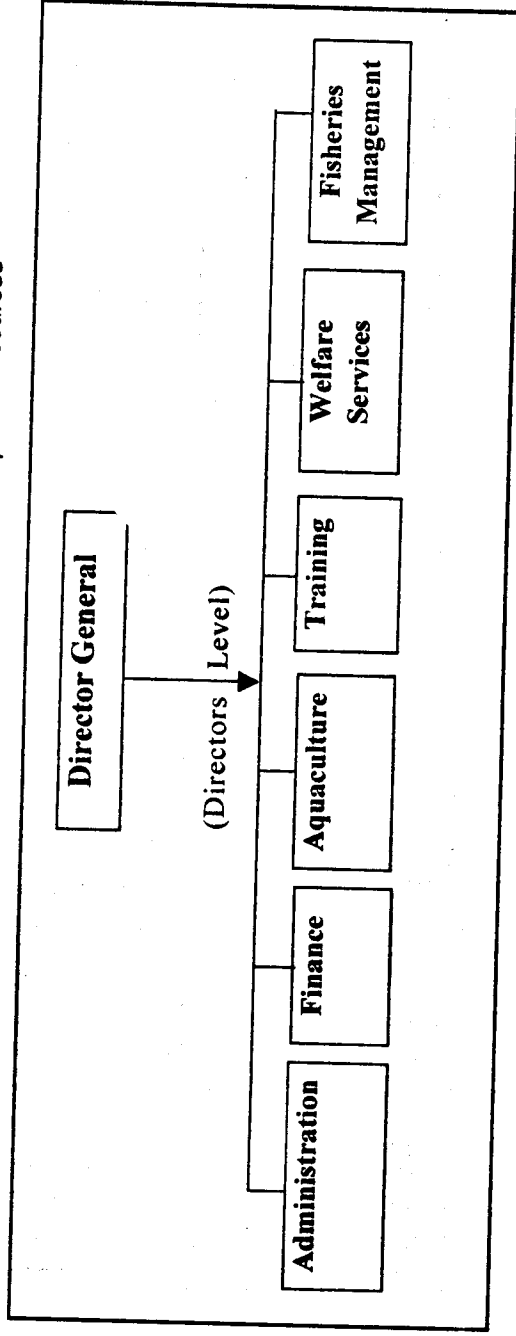 Director General
(Directors Level)
Administration
Finance
Aquaculture
Training
Welfare
Services
Fisheries
Management